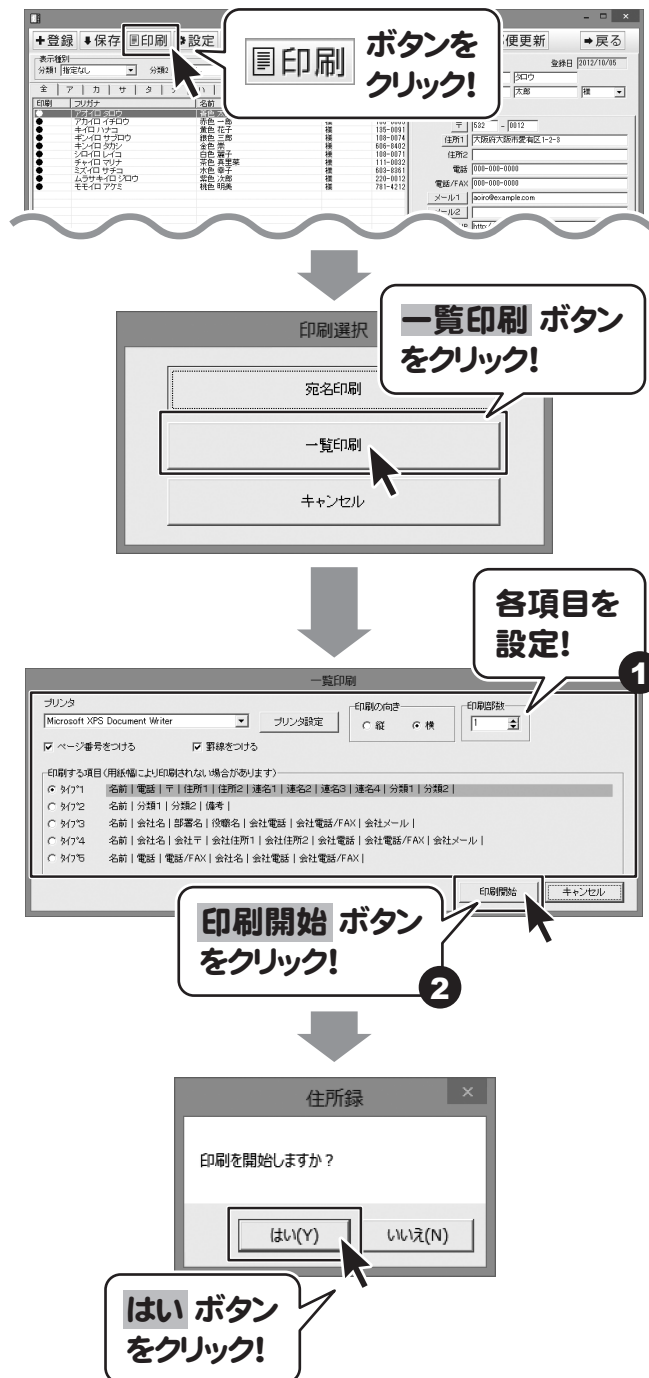 +登録 保存 印刷 設定 便更新 戻る
印刷 ボタンを
クリック!
表示種別
分類1 指定なし 分類2
登録日 2012/10/05
全 ア カ サ タ ハ
タロウ
太郎 様
印刷 フリガナ 名前
アカイロ イチロウ 赤色 一郎 様
キイロ ハナコ 黄色 花子 様 135-0091
ギンイロ サブロウ 銀色 三郎 様 108-0074
キンイロ タカシ 金色 崇 様 606-8402
シロイロ レイコ 白色 麗子 様 108-0071
チャイロ マリナ 茶色 真里菜 様 111-0032
ミズイロ サチコ 水色 幸子 様 603-8361
ムラサキイロ ジロウ 紫色 次郎 様 220-0012
モモイロ アケミ 桃色 明美 様 781-4212
〒 532 - 0012
住所1 大阪府大阪市愛有区1-2-3
住所2
電話 000-000-0000
電話/FAX 000-000-0000
メール1 aoiro@example.com
メール2
http:/
印刷選択
一覧印刷 ボタン
をクリック!
宛名印刷
一覧印刷
キャンセル
各項目を
設定!
1
一覧印刷
プリンタ
Microsoft XPS Document Writer プリンタ設定
印刷の向き
縦 横
印刷部数
1
ページ番号をつける 罫線をつける
印刷する項目(用紙幅により印刷されない場合があります)
タイプ1 名前 | 電話 | 〒 | 住所1 | 住所2 | 連名1 | 連名2 | 連名3 | 連名4 | 分類1 | 分類2 |
タイプ2 名前 | 分類1 | 分類2 | 備考 |
タイプ3 名前 | 会社名 | 部署名 | 役職名 | 会社電話 | 会社電話/FAX | 会社メール |
タイプ4 名前 | 会社名 | 会社〒 | 会社住所1 | 会社住所2 | 会社電話 | 会社電話/FAX | 会社メール |
タイプ5 名前 | 電話 | 電話/FAX | 会社名 | 会社電話 | 会社電話/FAX |
印刷開始 キャンセル
印刷開始 ボタン
をクリック!
2
住所録
印刷を開始しますか？
はい(Y) いいえ(N)
はい ボタン
をクリック!